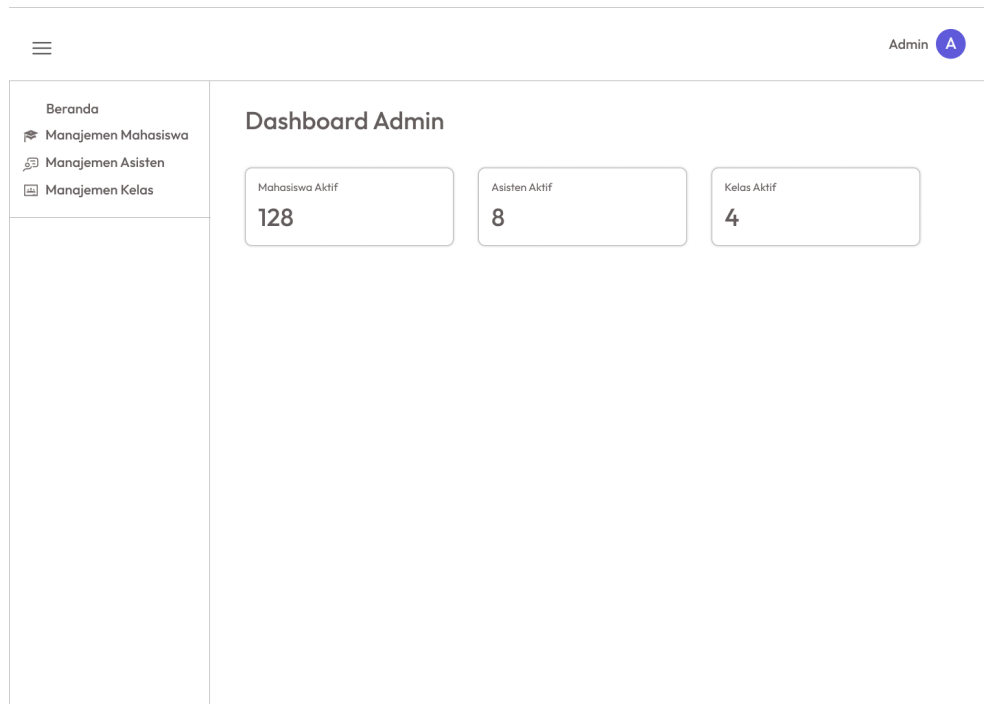 Admin
A
Beranda
Manajemen Mahasiswa
Manajemen Asisten
Manajemen Kelas
Dashboard Admin
Mahasiswa Aktif
128
Asisten Aktif
8
Kelas Aktif
4